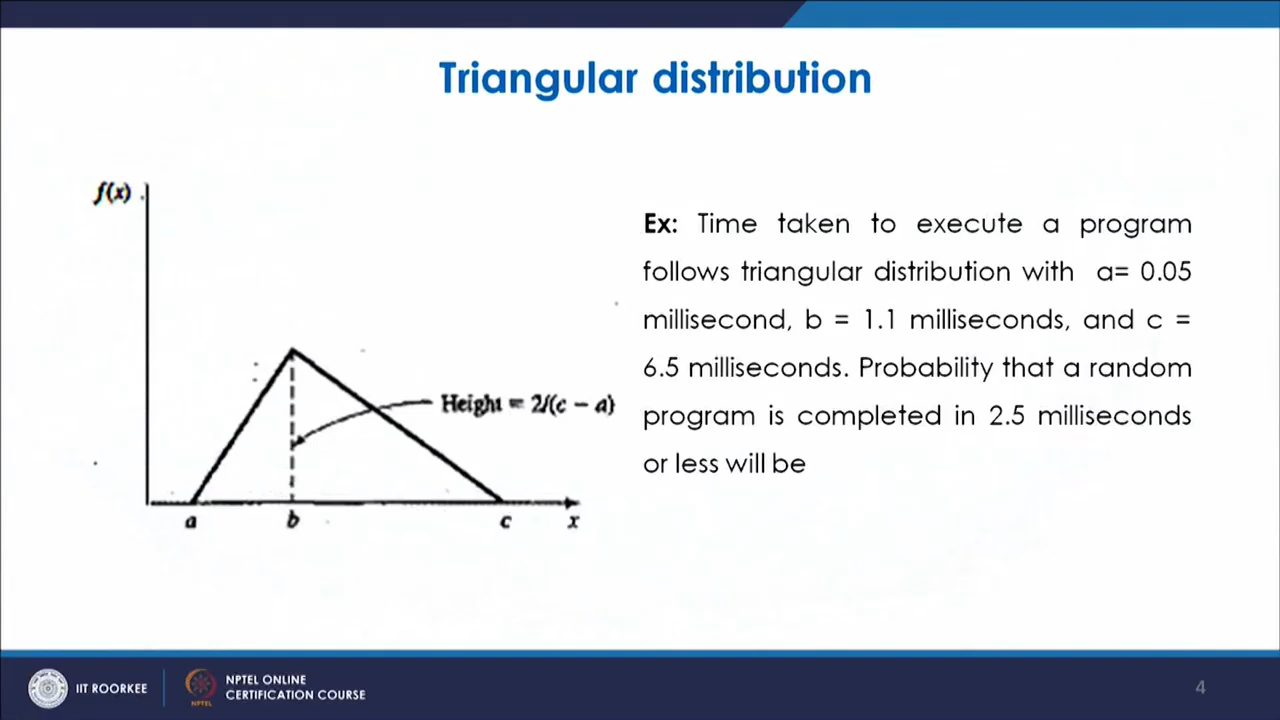 Triangular distribution
f(x)
Height = 2/(c − a)
a
b
c
x
Ex: Time taken to execute a program
follows triangular distribution with a= 0.05
millisecond, b = 1.1 milliseconds, and c =
6.5 milliseconds. Probability that a random
program is completed in 2.5 milliseconds
or less will be
IIT ROORKEE
NPTEL
NPTEL ONLINE
CERTIFICATION COURSE
4